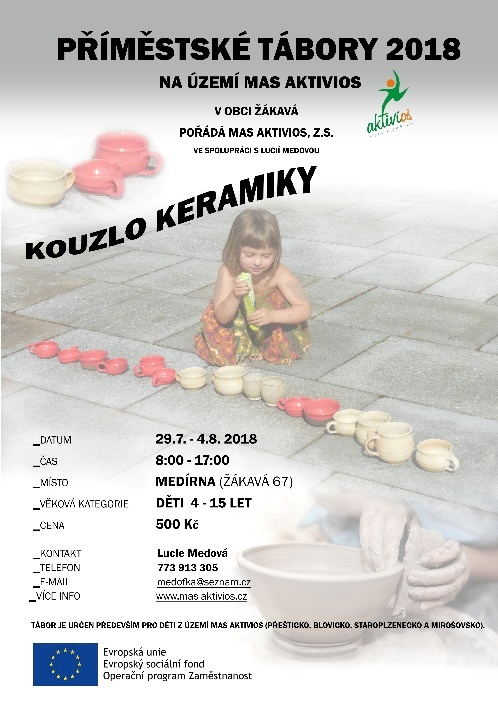 PŘÍMĚSTSKÉ TÁBORY 2018
NA ÚZEMÍ MAS AKTIVIOS
V OBCI ŽÁKAVÁ
POŘÁDÁ MAS AKTIVIOS, Z.S.
VE SPOLUPRÁCI S LUCIÍ MEDOVOU
aktivios
KOUZLO KERAMIKY
_DATUM 29.7. - 4.8. 2018
_ČAS 8:00 - 17:00
_MÍSTO MEDÍRNA (ŽÁKAVÁ 67)
_VĚKOVÁ KATEGORIE DĚTI 4 - 15 LET
_CENA 500 Kč
_KONTAKT Lucie Medová
_TELEFON 773 913 305
_E-MAIL medofka@seznam.cz
_VÍCE INFO www.mas-aktivios.cz
TÁBOR JE URČEN PŘEDEVŠÍM PRO DĚTI Z ÚZEMÍ MAS AKTIVIOS (PŘEŠTICKO, BLOVICKO, STAROPLZENECKO A MIROŠOVSKO).
Evropská unie
Evropský sociální fond
Operační program Zaměstnanost